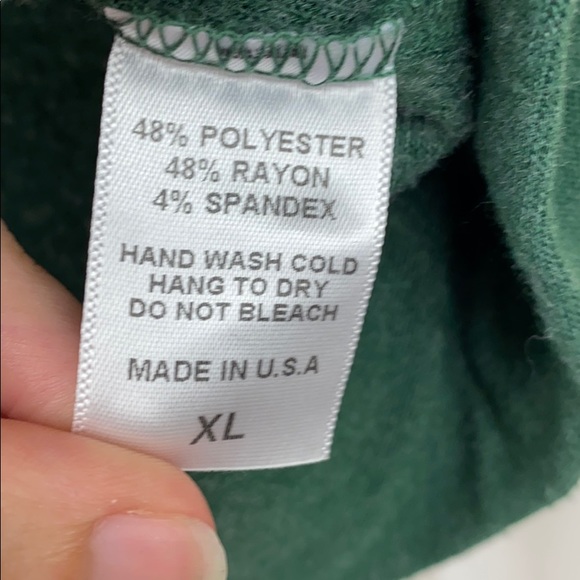 48% POLYESTER
48% RAYON
4% SPANDEX
HAND WASH COLD
HANG TO DRY
DO NOT BLEACH
MADE IN U.S.A
XL